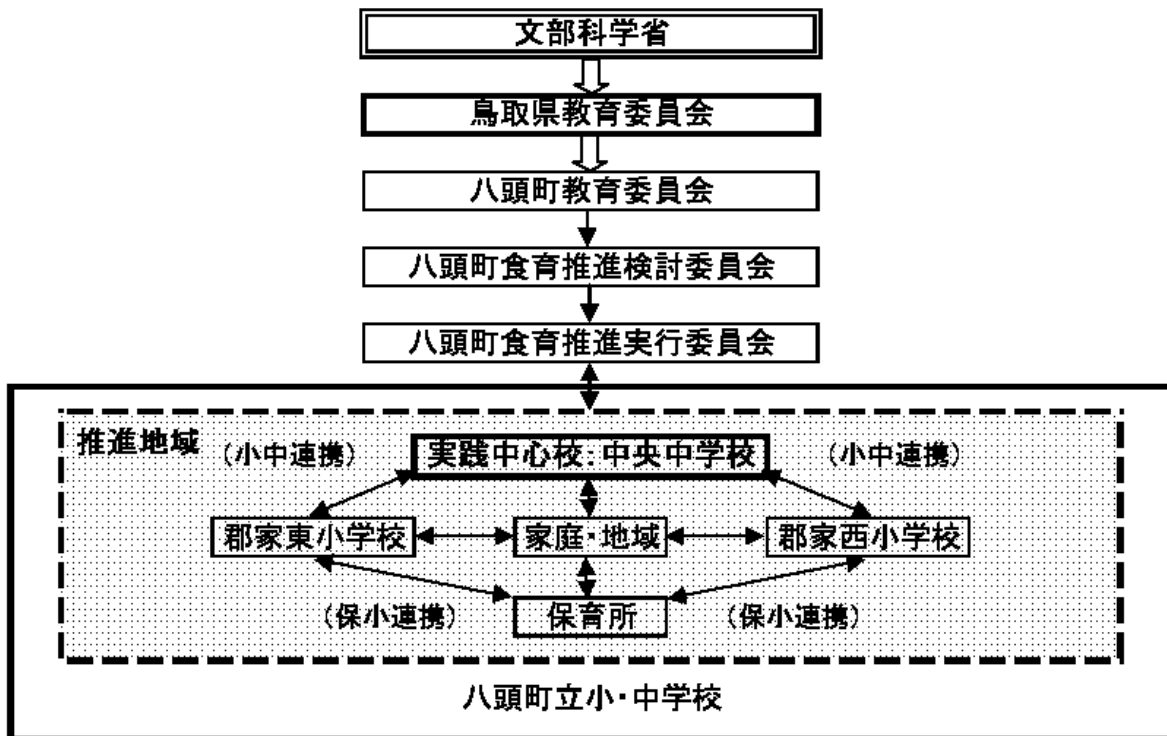 文部科学省
鳥取県教育委員会
八頭町教育委員会
八頭町食育推進検討委員会
八頭町食育推進実行委員会
推進地域
(小中連携)
実践中心校:中央中学校
(小中連携)
郡家東小学校
家庭・地域
郡家西小学校
(保小連携)
保育所
(保小連携)
八頭町立小・中学校